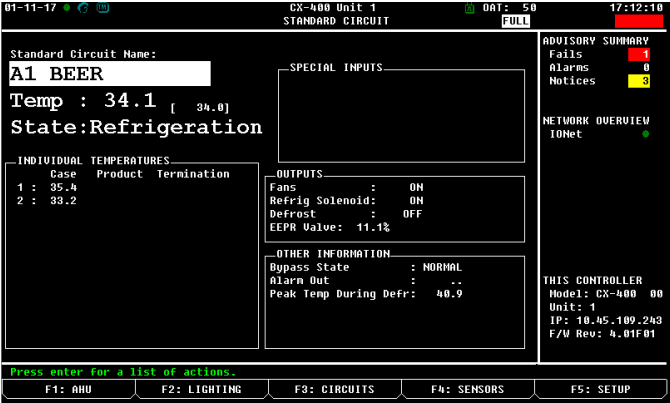 01-11-17 CX-400 Unit 1 OAT: 50 17:12:10
STANDARD CIRCUIT FULL
Standard Circuit Name:
A1 BEER
Temp : 34.1 [ 34.0]
State:Refrigeration
INDIVIDUAL TEMPERATURES
Case Product Termination
1 : 35.4
2 : 33.2
SPECIAL INPUTS
OUTPUTS
Fans : ON
Refrig Solenoid: ON
Defrost : OFF
EEPR Valve: 11.1%
OTHER INFORMATION
Bypass State : NORMAL
Alarm Out : ..
Peak Temp During Defr: 40.9
ADVISORY SUMMARY
Fails 1
Alarms 0
Notices 3
NETWORK OVERVIEW
IONet
THIS CONTROLLER
Model: CX-400 00
Unit: 1
IP: 10.45.109.243
F/W Rev: 4.01F01
Press enter for a list of actions.
F1: AHU F2: LIGHTING F3: CIRCUITS F4: SENSORS F5: SETUP